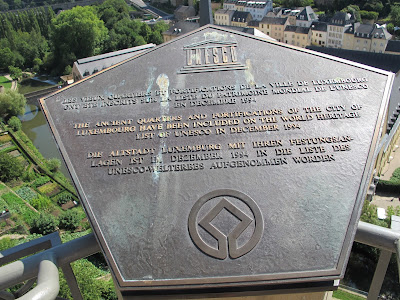 UNESCO
LES VIEUX QUARTIERS ET FORTIFICATIONS DE LA VILLE DE LUXEMBOURG
ONT ÉTÉ INSCRITS SUR LA DU PATRIMOINE MONDIAL DE L'UNESCO
EN DÉCEMBRE 1994
THE ANCIENT QUARTERS AND FORTIFICATIONS OF THE CITY OF
LUXEMBOURG HAVE BEEN INCLUDED ON THE WORLD HERITAGE
LIST OF UNESCO IN DECEMBER 1994
DIE ALTSTADT LUXEMBURG MIT IHREN FESTUNGSAN-
LAGEN IST IM DEZEMBER 1994 IN DIE LISTE DES
UNESCO-WELTERBES AUFGENOMMEN WORDEN